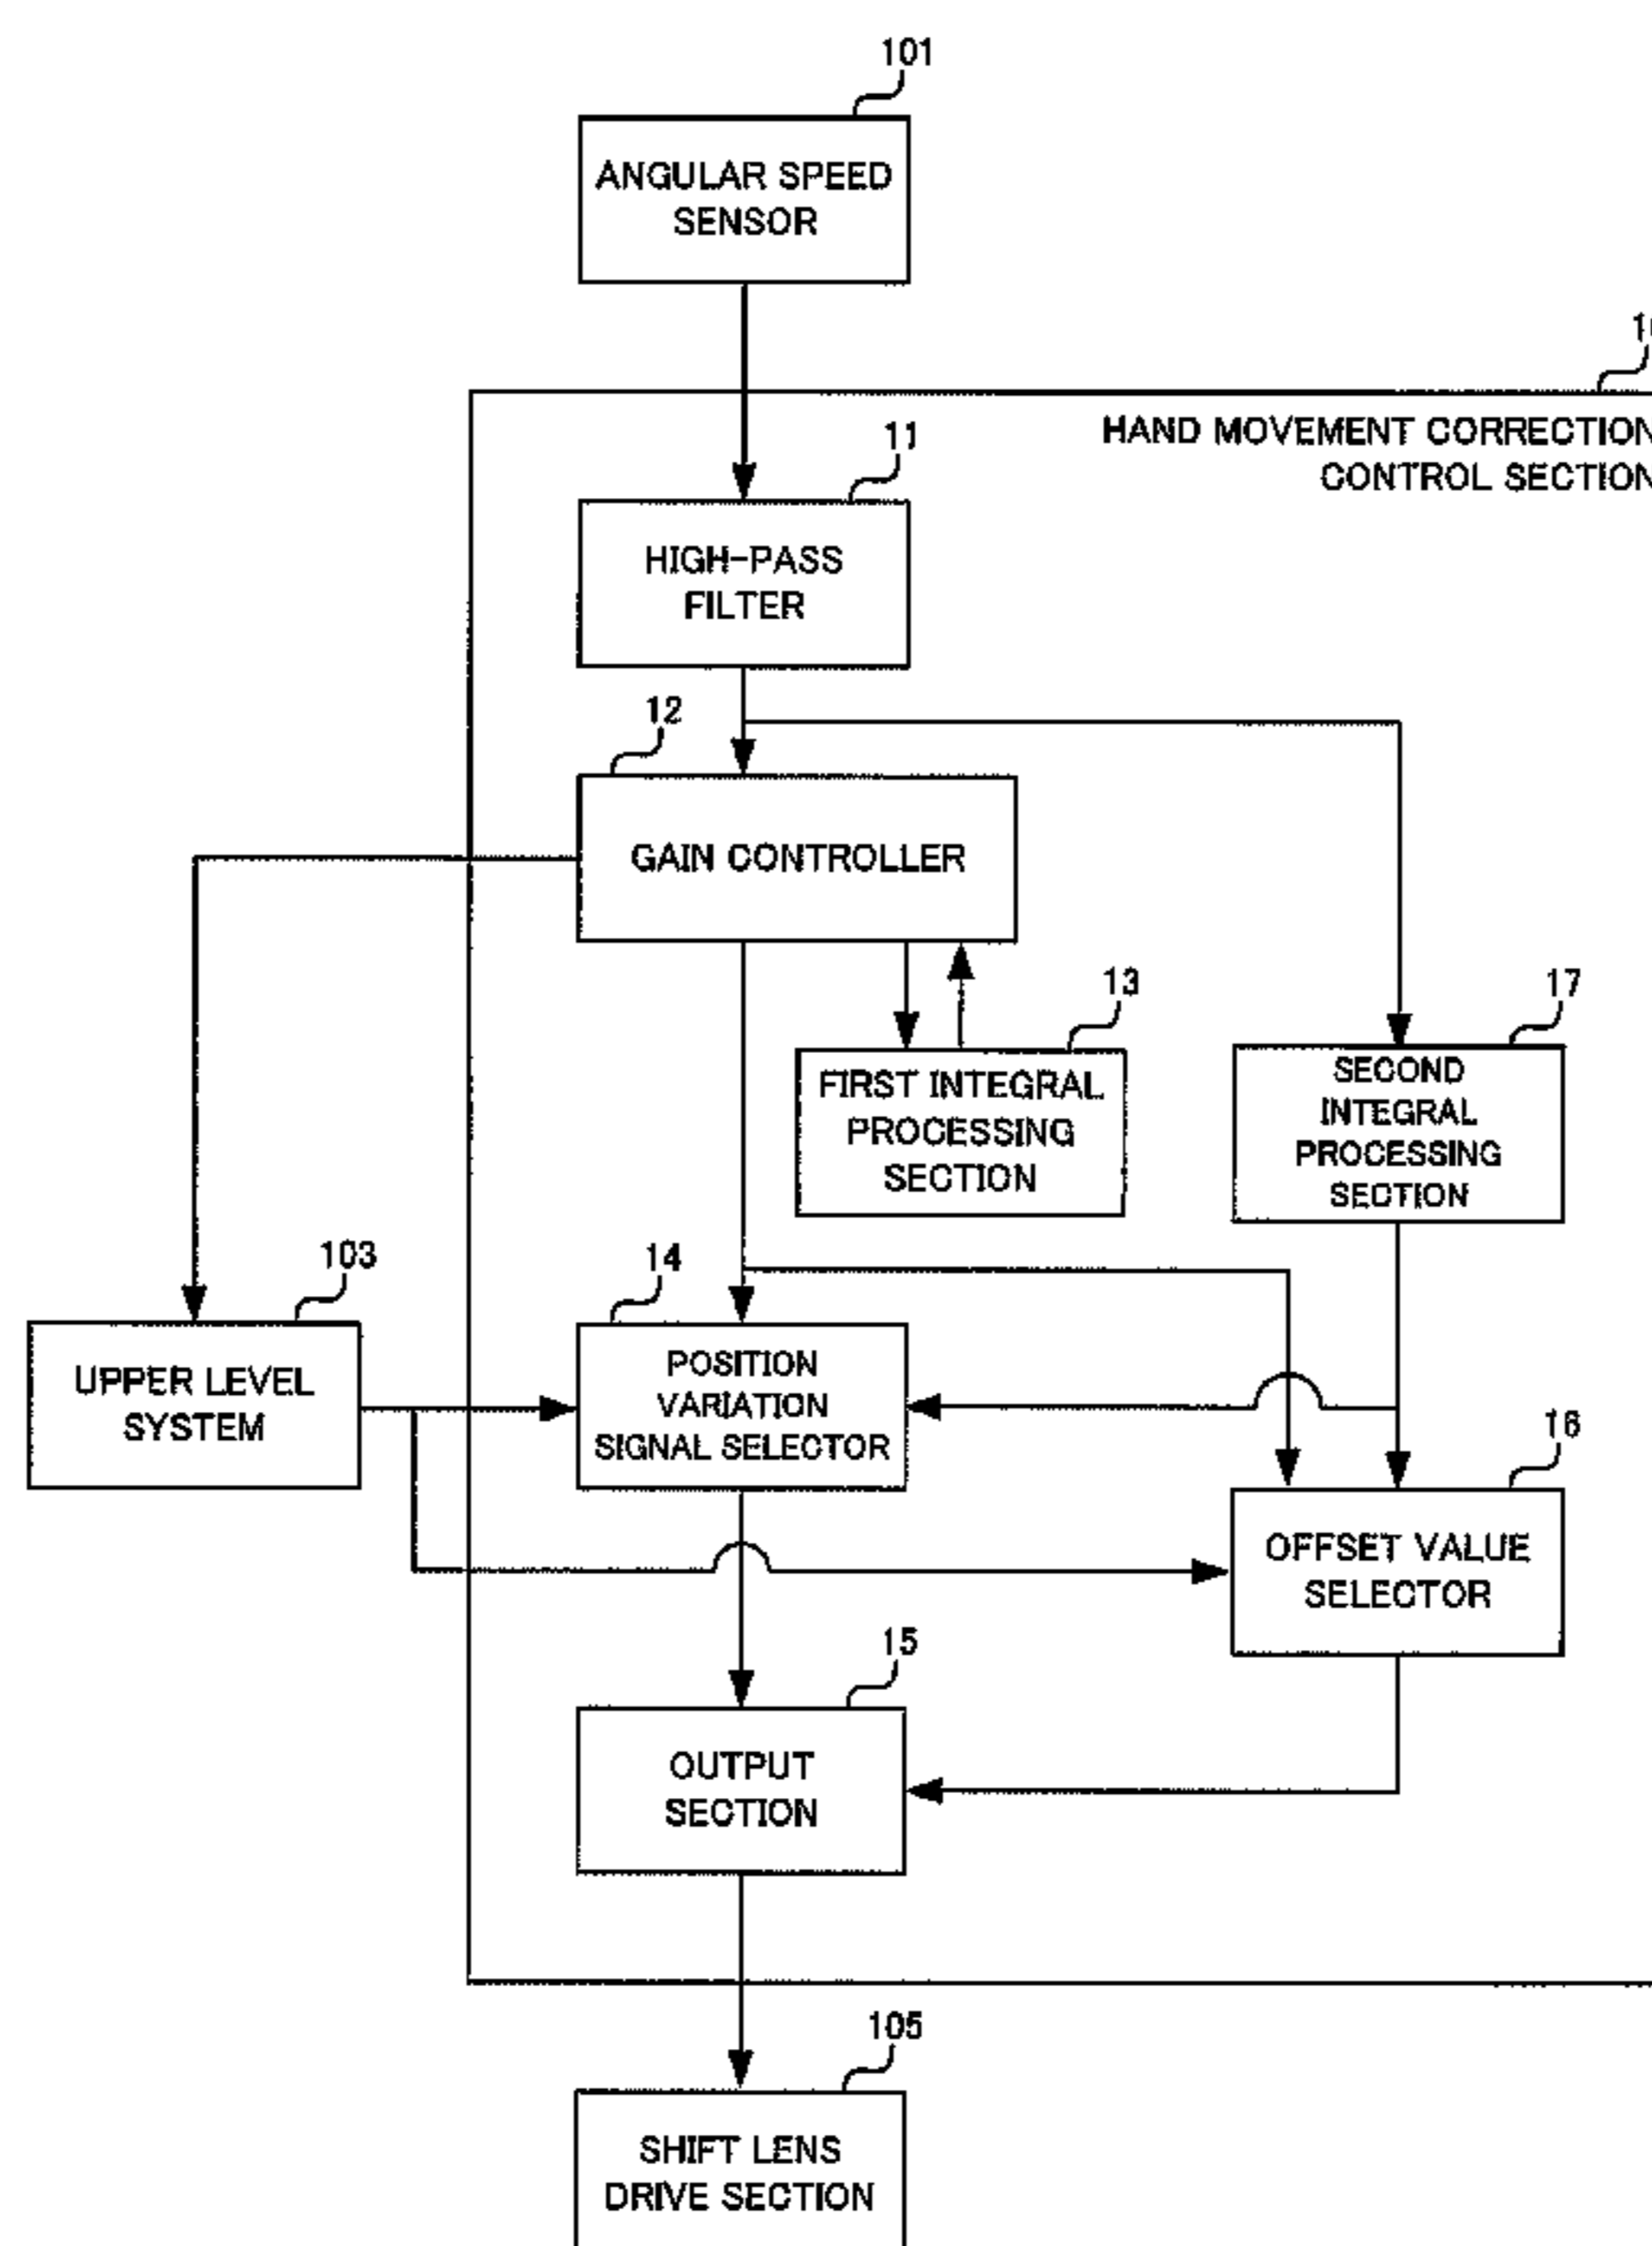 101
ANGULAR SPEED
SENSOR
HAND MOVEMENT CORRECTION
CONTROL SECTION
11
HIGH-PASS
FILTER
12
GAIN CONTROLLER
13
FIRST INTEGRAL
PROCESSING
SECTION
17
SECOND
INTEGRAL
PROCESSING
SECTION
103
UPPER LEVEL
SYSTEM
14
POSITION
VARIATION
SIGNAL SELECTOR
16
OFFSET VALUE
SELECTOR
15
OUTPUT
SECTION
105
SHIFT LENS
DRIVE SECTION